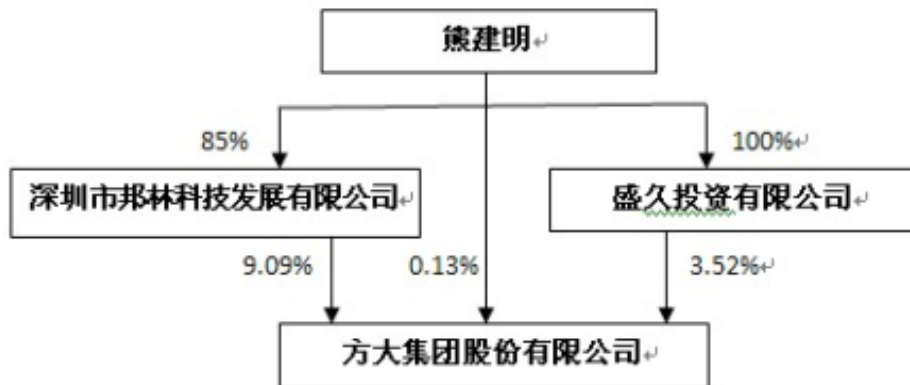 熊建明
85%
100%
深圳市邦林科技发展有限公司
盛久投资有限公司
9.09%
0.13%
3.52%
方大集团股份有限公司